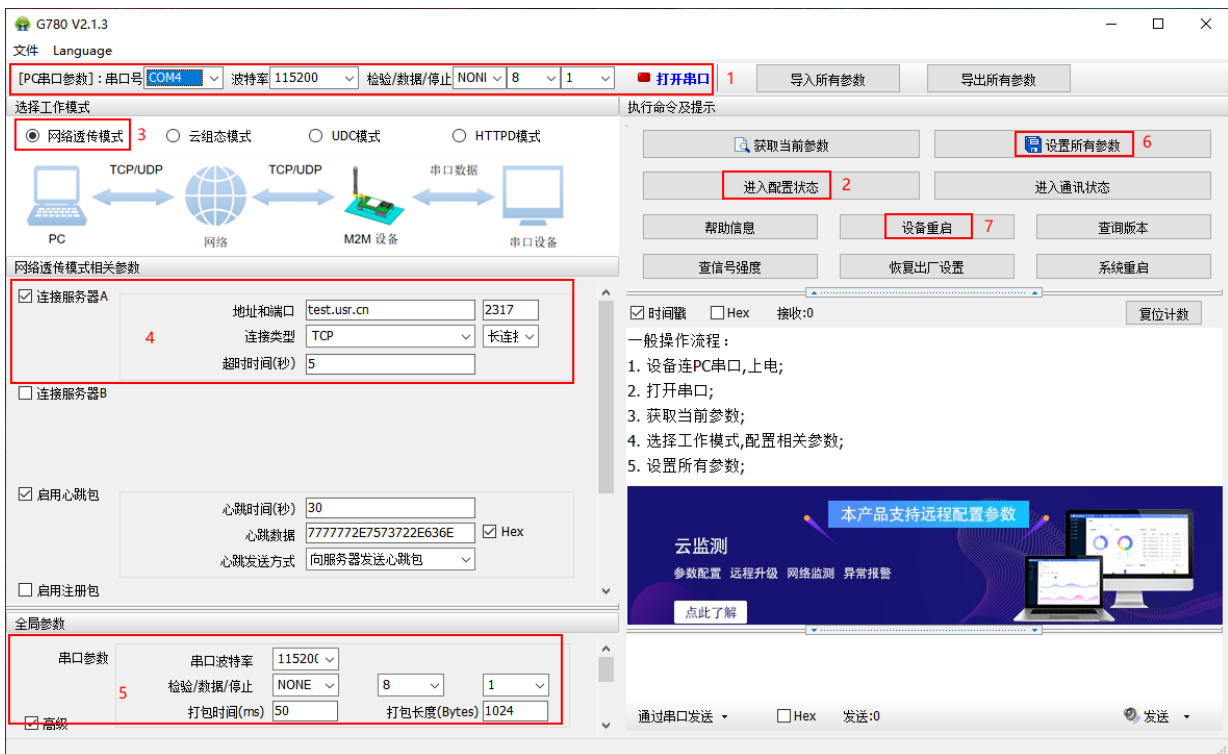 G780 V2.1.3
文件 Language
[PC串口参数]:串口号 COM4 波特率 115200 检验/数据/停止 NONI 8 1 打开串口 1 导入所有参数 导出所有参数
选择工作模式
网络透传模式 3 云组态模式 UDC模式 HTTPD模式
TCP/UDP TCP/UDP 串口数据
PC 网络 M2M 设备 串口设备
网络透传模式相关参数
连接服务器A
地址和端口 test.usr.cn 2317
4 连接类型 TCP 长连接
超时时间(秒) 5
连接服务器B
启用心跳包
心跳时间(秒) 30
心跳数据 7777772E7573722E636E Hex
心跳发送方式 向服务器发送心跳包
启用注册包
全局参数
串口参数 串口波特率 115200
5 检验/数据/停止 NONE 8 1
打包时间(ms) 50 打包长度(Bytes) 1024
高级
执行命令及提示
获取当前参数 设置所有参数 6
进入配置状态 2 进入通讯状态
帮助信息 设备重启 7 查询版本
查信号强度 恢复出厂设置 系统重启
时间戳 Hex 接收:0 复位计数
一般操作流程:
1. 设备连PC串口,上电;
2. 打开串口;
3. 获取当前参数;
4. 选择工作模式,配置相关参数;
5. 设置所有参数;
本产品支持远程配置参数
云监测
参数配置 远程升级 网络监测 异常报警
点此了解
通过串口发送 Hex 发送:0 发送